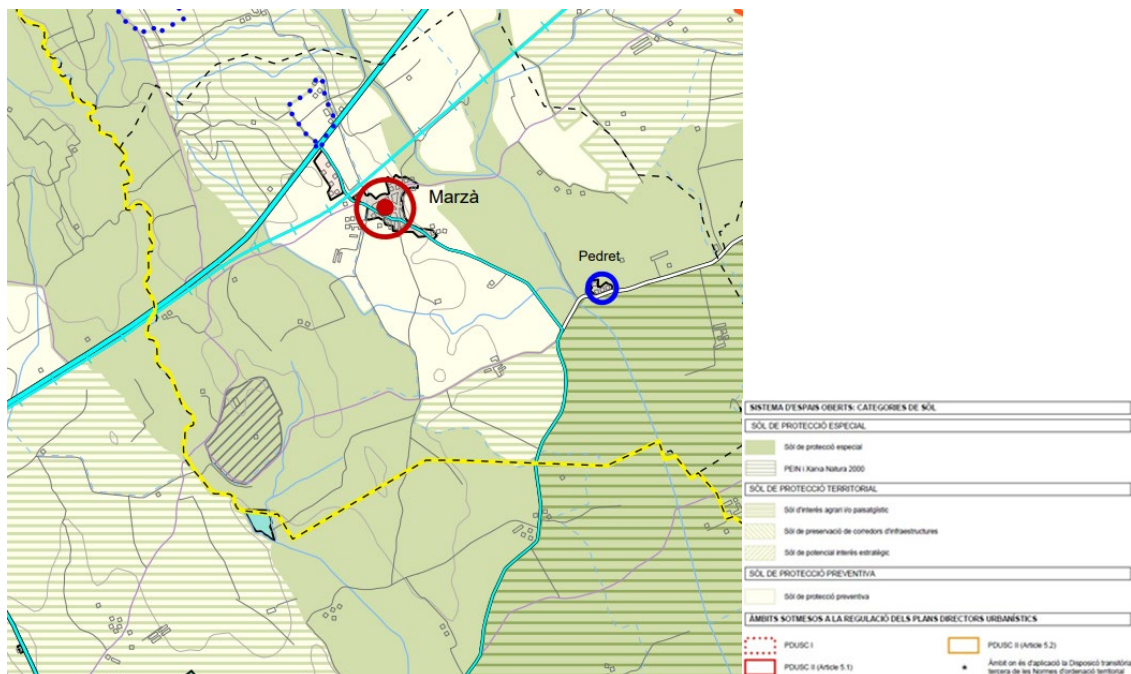 Marzà
Pedret
SISTEMA D'ESPAIS OBERTS: CATEGORIES DE SÒL
SÒL DE PROTECCIÓ ESPECIAL
Sòl de protecció especial
PEIN i Xarxa Natura 2000
SÒL DE PROTECCIÓ TERRITORIAL
Sòl d'interès agrari i/o paisatgístic
Sòl de preservació de corredors d'infraestructures
Sòl de potencial interès estratègic
SÒL DE PROTECCIÓ PREVENTIVA
Sòl de protecció preventiva
ÀMBITS SOTMESOS A LA REGULACIÓ DELS PLANS DIRECTORS URBANÍSTICS
PDUSC I
PDUSC II (Article 5.2)
PDUSC II (Article 5.1)
Àmbit on és d'aplicació la Disposició transitòria
tercera de les Normes d'ordenació territorial